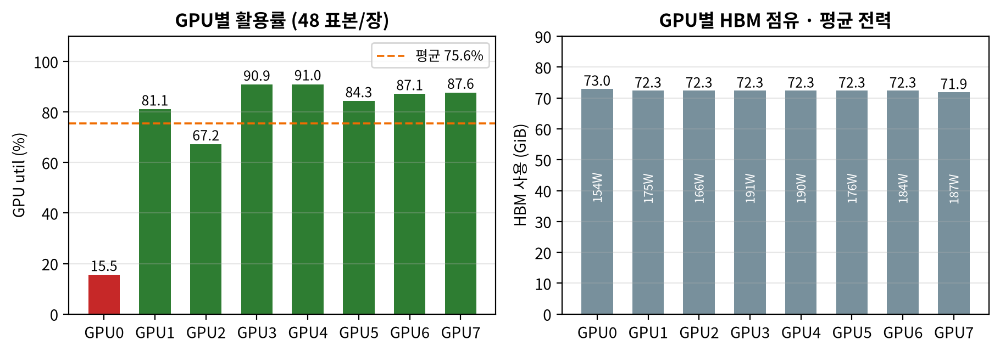 GPU별 활용률 (48 표본/장)
평균 75.6%
GPU util (%)
100
80
60
40
20
0
15.5
81.1
67.2
90.9
91.0
84.3
87.1
87.6
GPU0 GPU1 GPU2 GPU3 GPU4 GPU5 GPU6 GPU7
GPU별 HBM 점유 · 평균 전력
HBM 사용 (GiB)
90
80
70
60
50
40
30
20
10
0
73.0 72.3 72.3 72.3 72.3 72.3 72.3 71.9
154W 175W 166W 191W 190W 176W 184W 187W
GPU0 GPU1 GPU2 GPU3 GPU4 GPU5 GPU6 GPU7